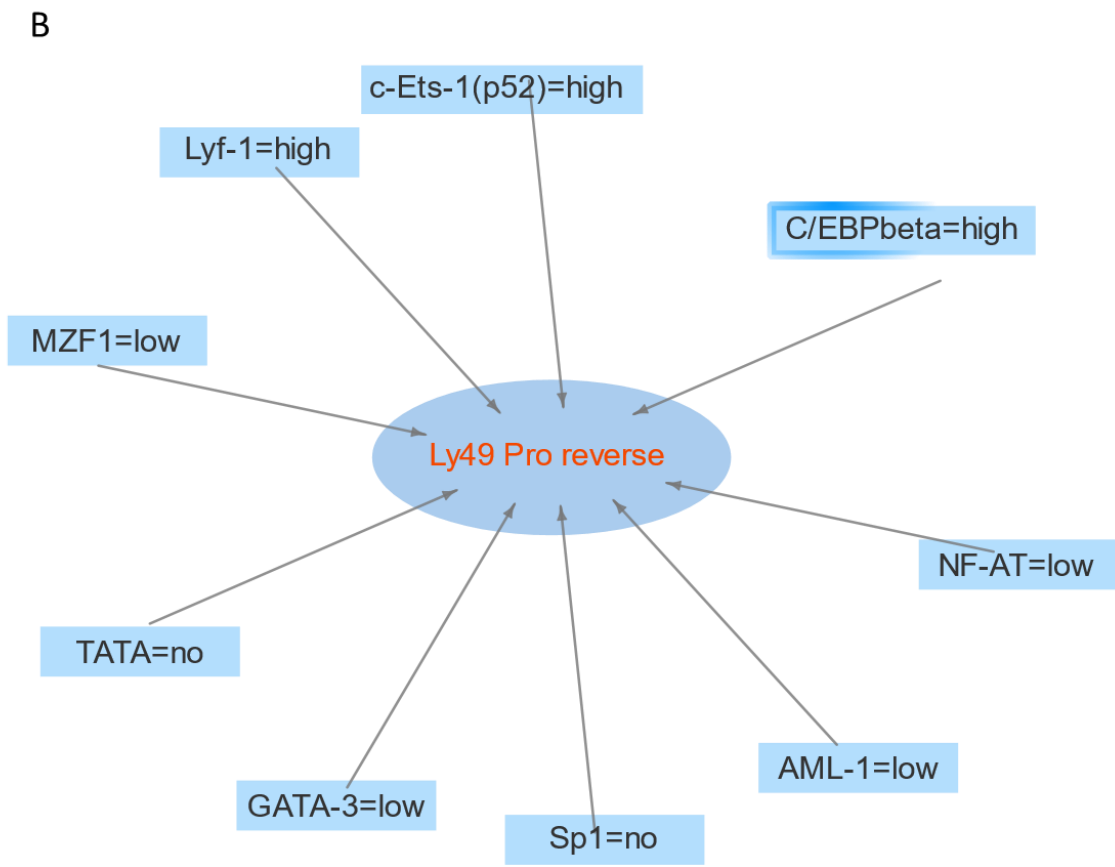 B
c-Ets-1(p52)=high
Lyf-1=high
C/EBPbeta=high
MZF1=low
Ly49 Pro reverse
NF-AT=low
TATA=no
AML-1=low
GATA-3=low
Sp1=no